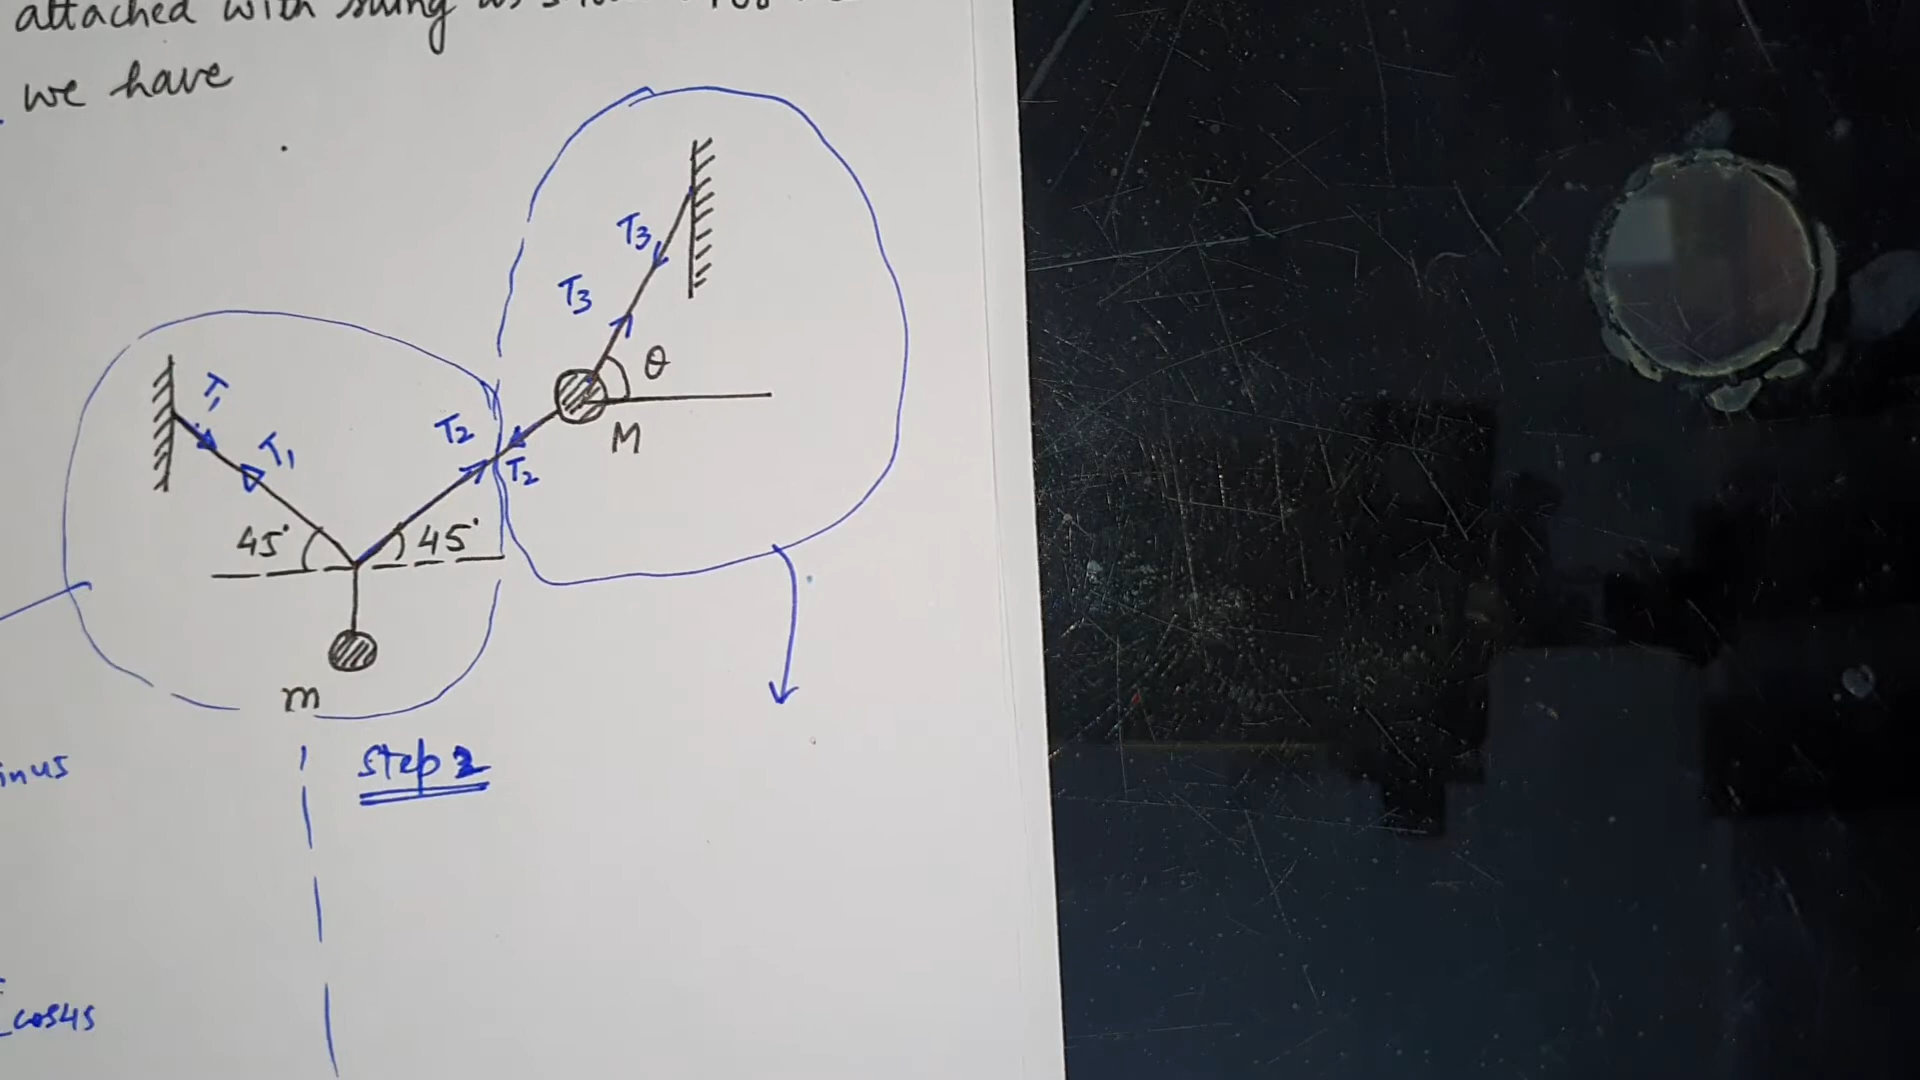 attached with
we have
T3
T3
θ
T1
T1
T2
M
T2
45°
45°
m
inus
step 2
cos45